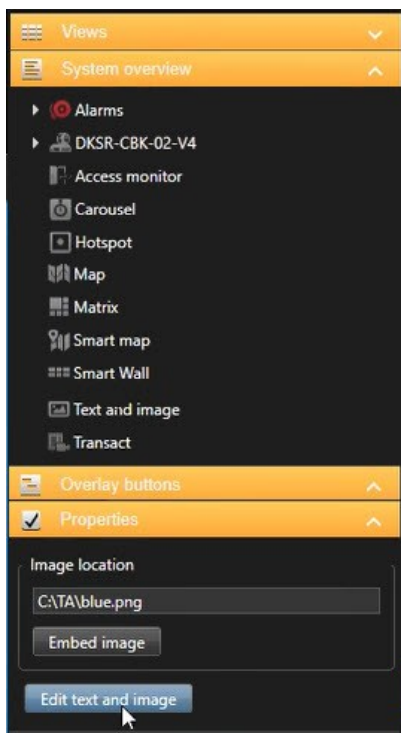 Views
System overview
Alarms
DKSR-CBK-02-V4
Access monitor
Carousel
Hotspot
Map
Matrix
Smart map
Smart Wall
Text and image
Transact
Overlay buttons
Properties
Image location
C:\TA\blue.png
Embed image
Edit text and image